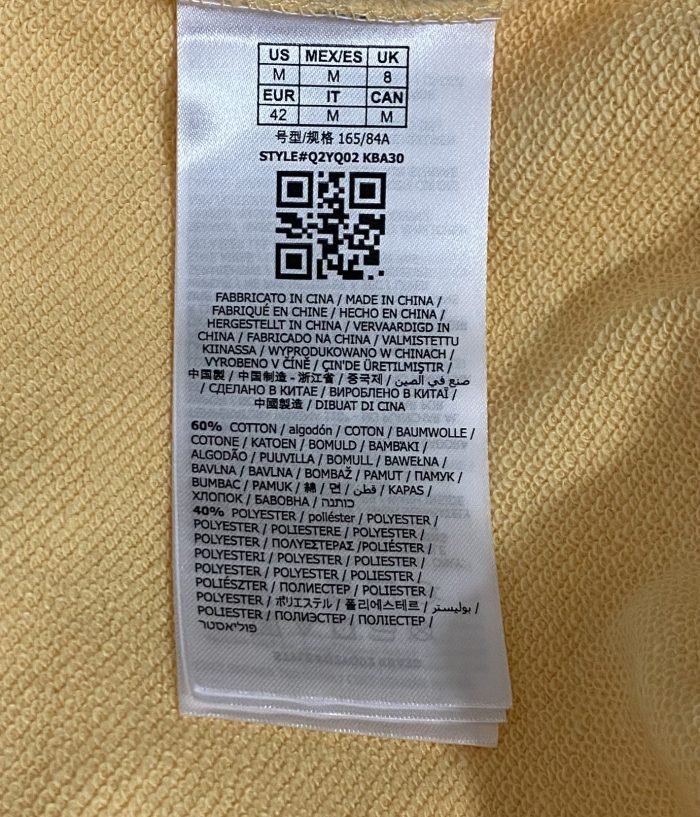 US MEX/ES UK
M M 8
EUR IT CAN
42 M M
号型/规格 165/84A
STYLE#Q2YQ02 KBA30
FABBRICATO IN CINA / MADE IN CHINA /
FABRIQUÉ EN CHINE / HECHO EN CHINA /
HERGESTELLT IN CHINA / VERVAARDIGD IN
CHINA / FABRICADO NA CHINA / VALMISTETTU
KIINASSA / WYPRODUKOWANO W CHINACH /
VYROBENO V ČÍNĚ / ÇIN'DE ÜRETILMIŞTIR /
中国製 / 中国制造 - 浙江省 / 중국제 / صنع في الصين
/ СДЕЛАНО В КИТАЕ / ВИРОБЛЕНО В КИТАЇ /
中國製造 / DIBUAT DI CINA
60% COTTON / algodón / COTON / BAUMWOLLE /
COTONE / KATOEN / BOMULD / ΒΑΜΒΑΚΙ /
ALGODÃO / PUUVILLA / BOMULL / BAWEŁNA /
BAVLNA / BAVLNA / BOMBAŽ / PAMUT / ПАМУК /
BUMBAC / PAMUK / 綿 / 면 / قطن / KAPAS /
ХЛОПОК / БАВОВНА / כותנה
40% POLYESTER / poliéster / POLYESTER /
POLYESTER / POLIESTERE / POLYESTER /
POLYESTER / ΠΟΛΥΕΣΤΕΡΑΣ /POLIÉSTER /
POLYESTERI / POLYESTER / POLIESTER /
POLYESTER / POLYESTER / POLIESTER /
POLIÉSZTER / ПОЛИЕСТЕР / POLIESTER /
POLYESTER / ポリエステル / 폴리에스테르 / بوليستر /
POLIESTER / ПОЛИЭСТЕР / ПОЛІЕСТЕР /
פוליאסטר